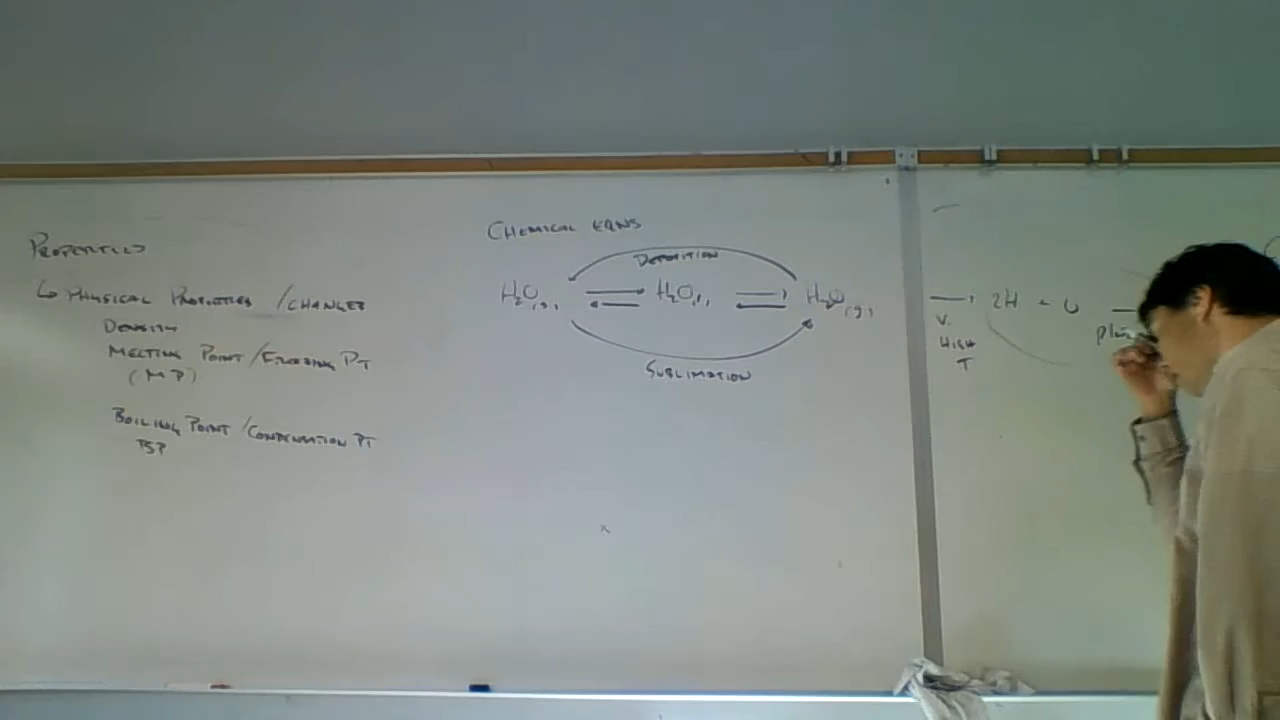 PROPERTIES
↳ PHYSICAL PROPERTIES / CHANGES
DENSITY
MELTING POINT / FREEZING PT
(MP)
BOILING POINT / CONDENSATION PT
BP
CHEMICAL EQNS
DEPOSITION
H₂O(s) ⇄ H₂O(l) ⇄ H₂O(g) → 2H + O →
SUBLIMATION
V.
HIGH
T